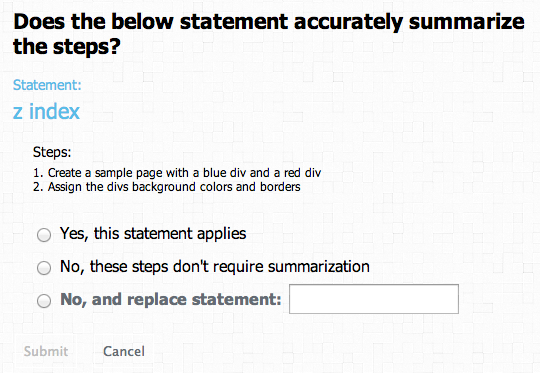 Does the below statement accurately summarize
the steps?
Statement:
z index
Steps:
1. Create a sample page with a blue div and a red div
2. Assign the divs background colors and borders
Yes, this statement applies
No, these steps don't require summarization
No, and replace statement:
Submit Cancel